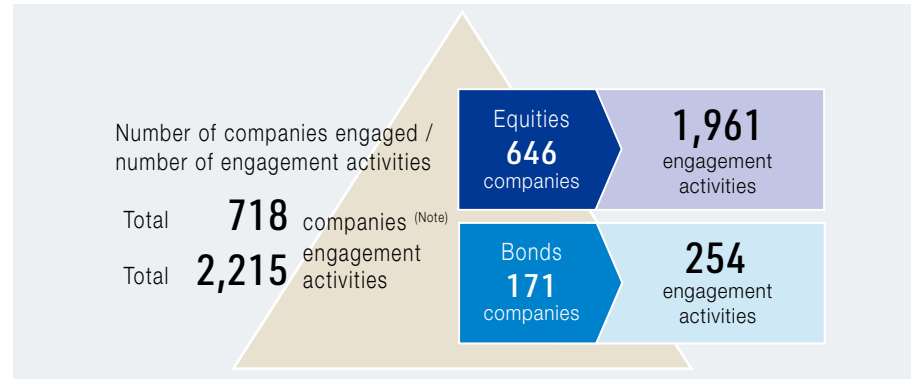 Number of companies engaged /
number of engagement activities
Total 718 companies (Note)
Total 2,215 engagement
activities
Equities
646
companies
1,961
engagement
activities
Bonds
171
companies
254
engagement
activities